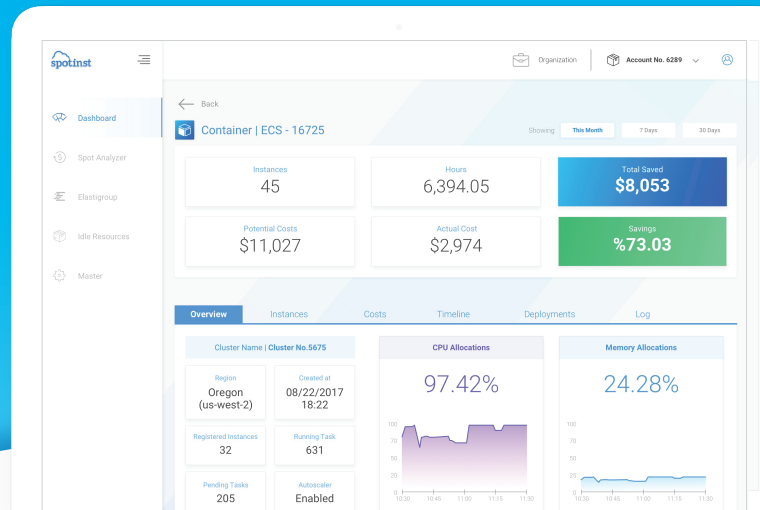 spotinst
Organization
Account No. 6289
Back
Container | ECS - 16725
Showing
This Month
7 Days
30 Days
Dashboard
Spot Analyzer
Elastigroup
Idle Resources
Master
Instances
45
Hours
6,394.05
Total Saved
$8,053
Potential Costs
$11,027
Actual Cost
$2,974
Savings
%73.03
Overview
Instances
Costs
Timeline
Deployments
Log
Cluster Name | Cluster No.5675
Region
Oregon
(us-west-2)
Created at
08/22/2017
18:22
Registered Instances
32
Running Task
631
Pending Tasks
205
Autoscaler
Enabled
CPU Allocations
97.42%
100
70
50
25
0
10:30 10:45 11:00 11:15 11:30
Memory Allocations
24.28%
100
70
50
25
0
10:30 10:45 11:00 11:15 11:30